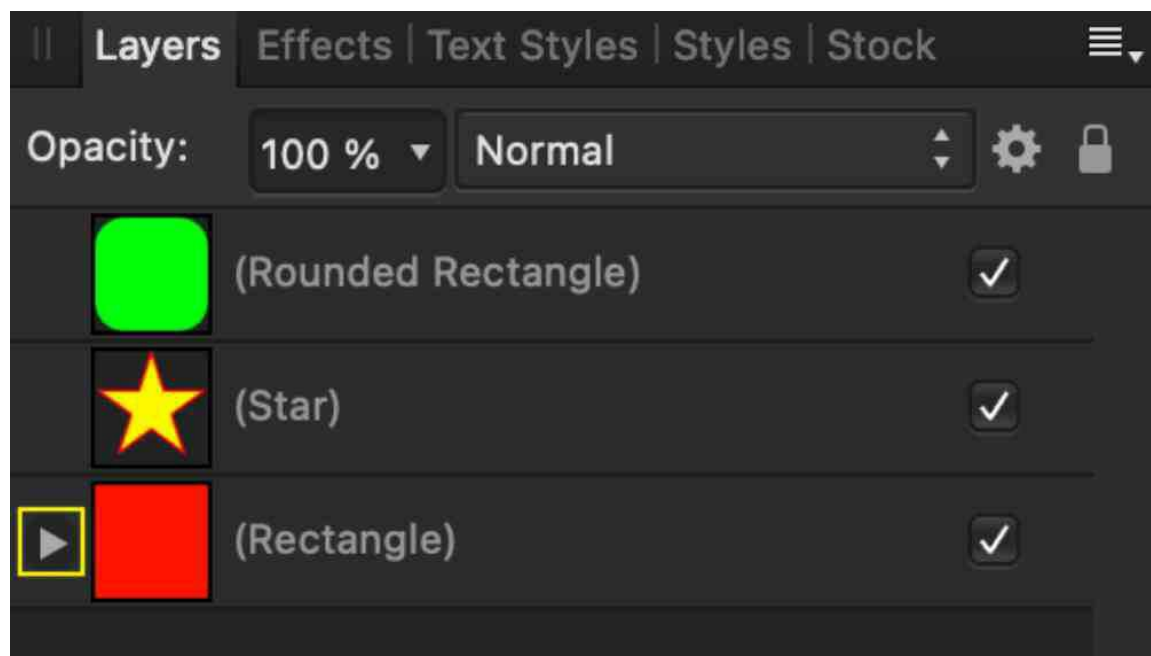 Layers Effects | Text Styles | Styles | Stock
Opacity: 100 % Normal
(Rounded Rectangle)
(Star)
(Rectangle)